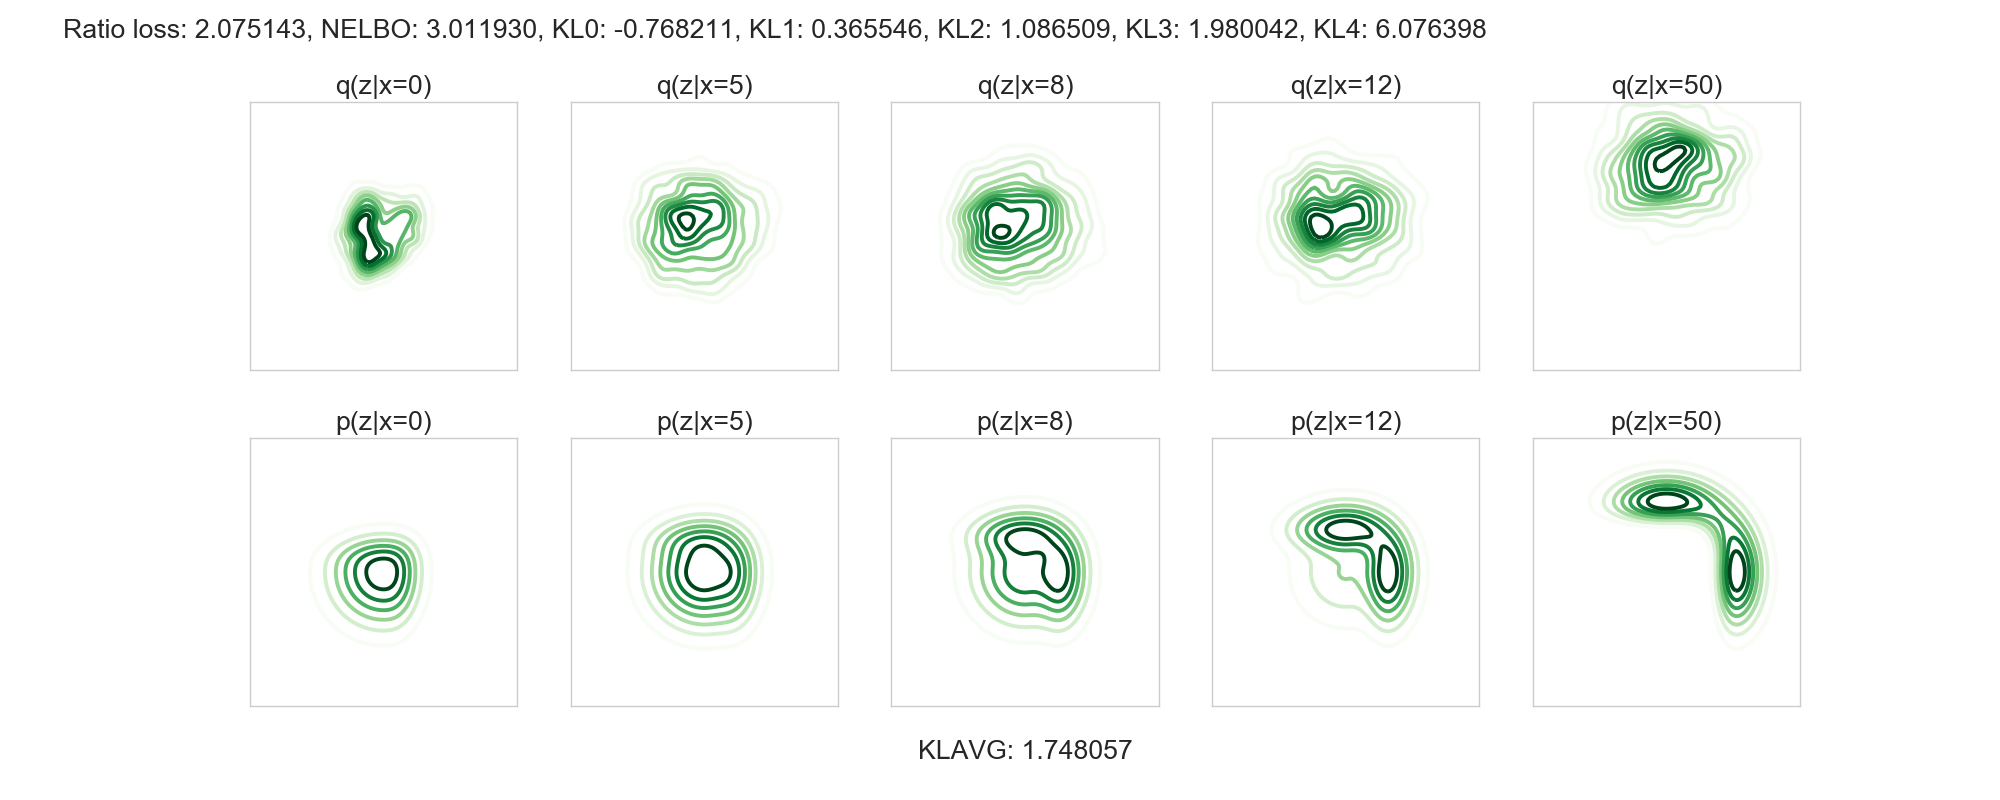 Ratio loss: 2.075143, NELBO: 3.011930, KL0: -0.768211, KL1: 0.365546, KL2: 1.086509, KL3: 1.980042, KL4: 6.076398
q(z|x=0) q(z|x=5) q(z|x=8) q(z|x=12) q(z|x=50)
p(z|x=0) p(z|x=5) p(z|x=8) p(z|x=12) p(z|x=50)
KLAVG: 1.748057